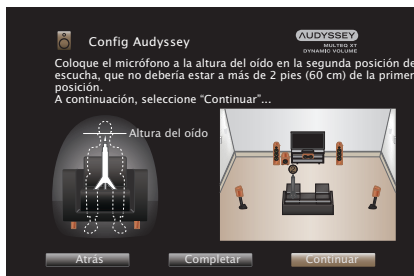 Config Audyssey
AUDYSSEY
MULTEQ XT
DYNAMIC VOLUME
Coloque el micrófono a la altura del oído en la segunda posición de
escucha, que no debería estar a más de 2 pies (60 cm) de la primer
posición.
A continuación, seleccione “Continuar”...
Altura del oído
Atrás
Completar
Continuar